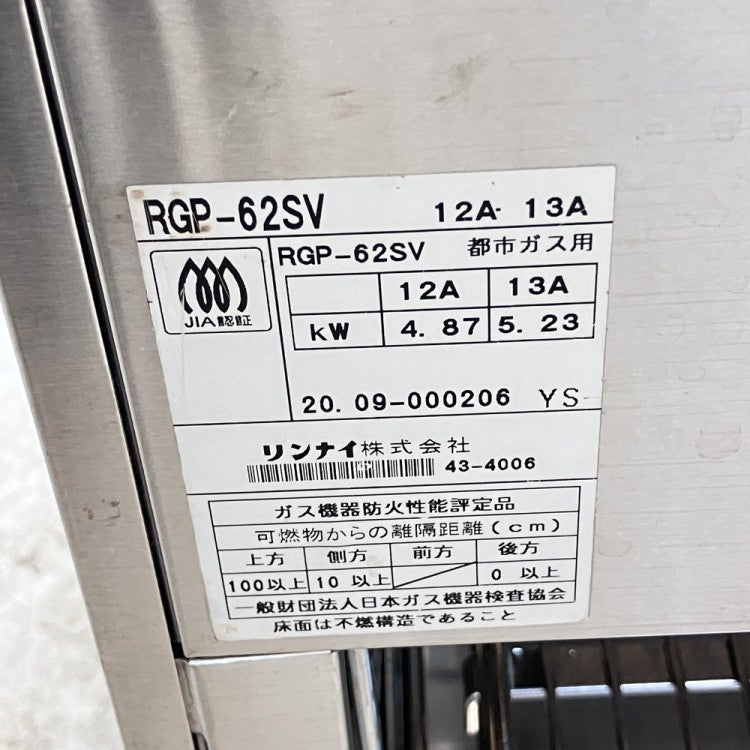 RGP-62SV 12A・13A
RGP-62SV 都市ガス用
12A 13A
kW 4.87 5.23
JIA認証
20.09-000206 YS
リンナイ株式会社
43-4006
ガス機器防火性能評定品
可燃物からの離隔距離(cm)
上方 側方 前方 後方
100以上 10以上 0以上
一般財団法人日本ガス機器検査協会
床面は不燃構造であること